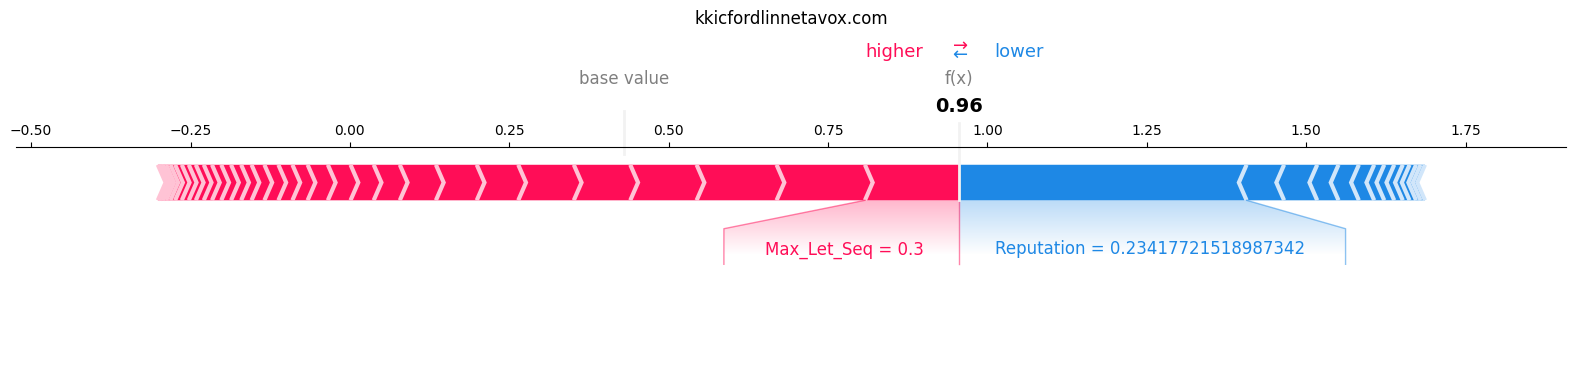 kkicfordlinnetavox.com
higher ⇄ lower
base value f(x)
0.96
−0.50 −0.25 0.00 0.25 0.50 0.75 1.00 1.25 1.50 1.75
Max_Let_Seq = 0.3 Reputation = 0.23417721518987342